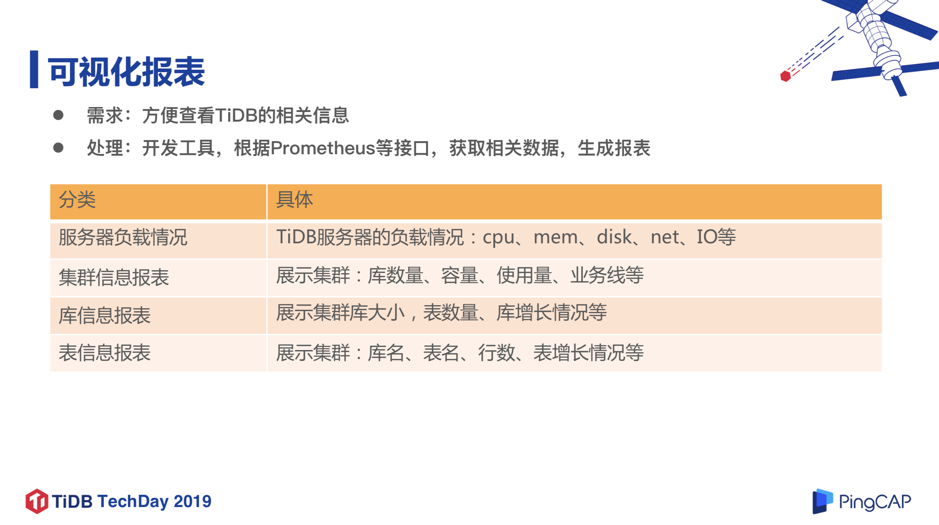 可视化报表
● 需求：方便查看TiDB的相关信息
● 处理：开发工具，根据Prometheus等接口，获取相关数据，生成报表
分类 具体
服务器负载情况 TiDB服务器的负载情况：cpu、mem、disk、net、IO等
集群信息报表 展示集群：库数量、容量、使用量、业务线等
库信息报表 展示集群库大小，表数量、库增长情况等
表信息报表 展示集群：库名、表名、行数、表增长情况等
TiDB TechDay 2019
PingCAP